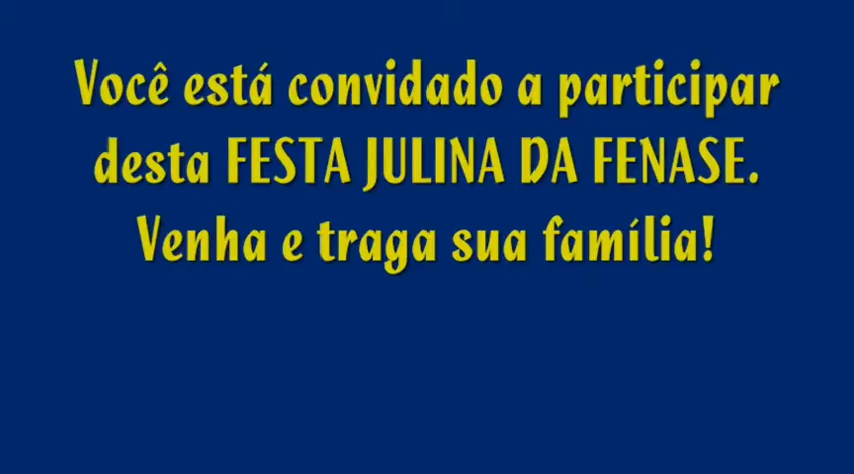 Você está convidado a participar
desta FESTA JULINA DA FENASE.
Venha e traga sua família!